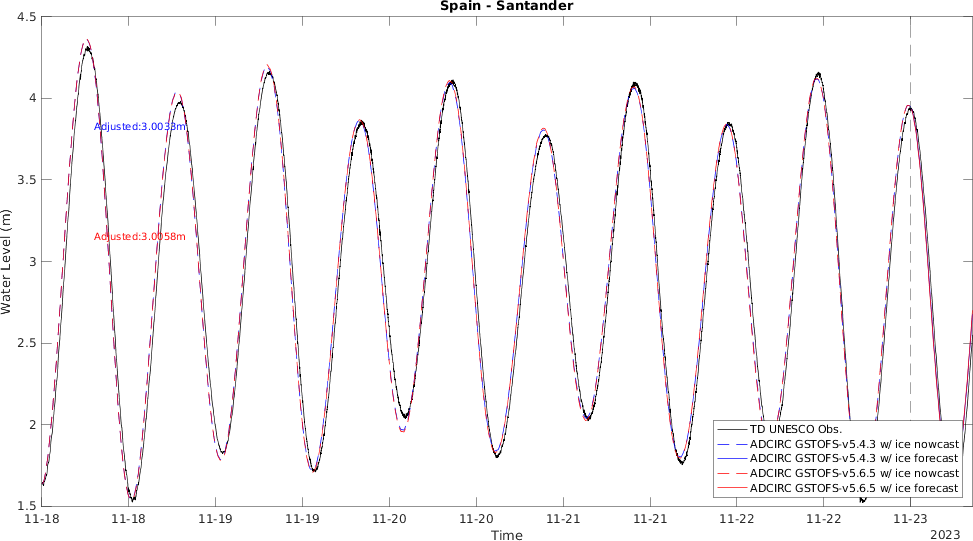 Spain - Santander
4.5
4
3.5
3
2.5
2
1.5
Water Level (m)
Adjusted:3.0033m
Adjusted:3.0058m
TD UNESCO Obs.
ADCIRC GSTOFS-v5.4.3 w/ ice nowcast
ADCIRC GSTOFS-v5.4.3 w/ ice forecast
ADCIRC GSTOFS-v5.6.5 w/ ice nowcast
ADCIRC GSTOFS-v5.6.5 w/ ice forecast
11-18 11-18 11-19 11-19 11-20 11-20 11-21 11-21 11-22 11-22 11-23
Time
2023